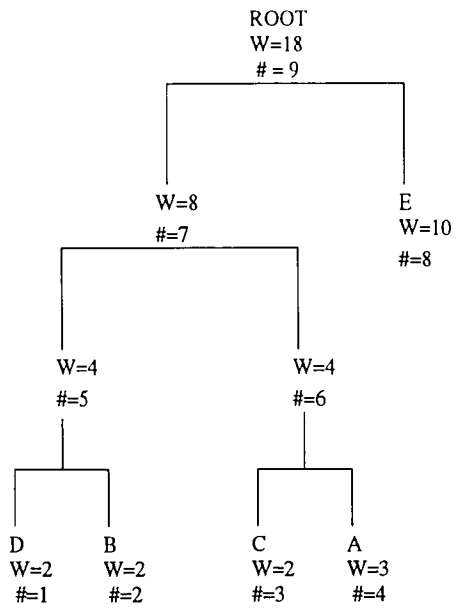 ROOT
W=18
# = 9
W=8
#=7
E
W=10
#=8
W=4
#=5
W=4
#=6
D
W=2
#=1
B
W=2
#=2
C
W=2
#=3
A
W=3
#=4